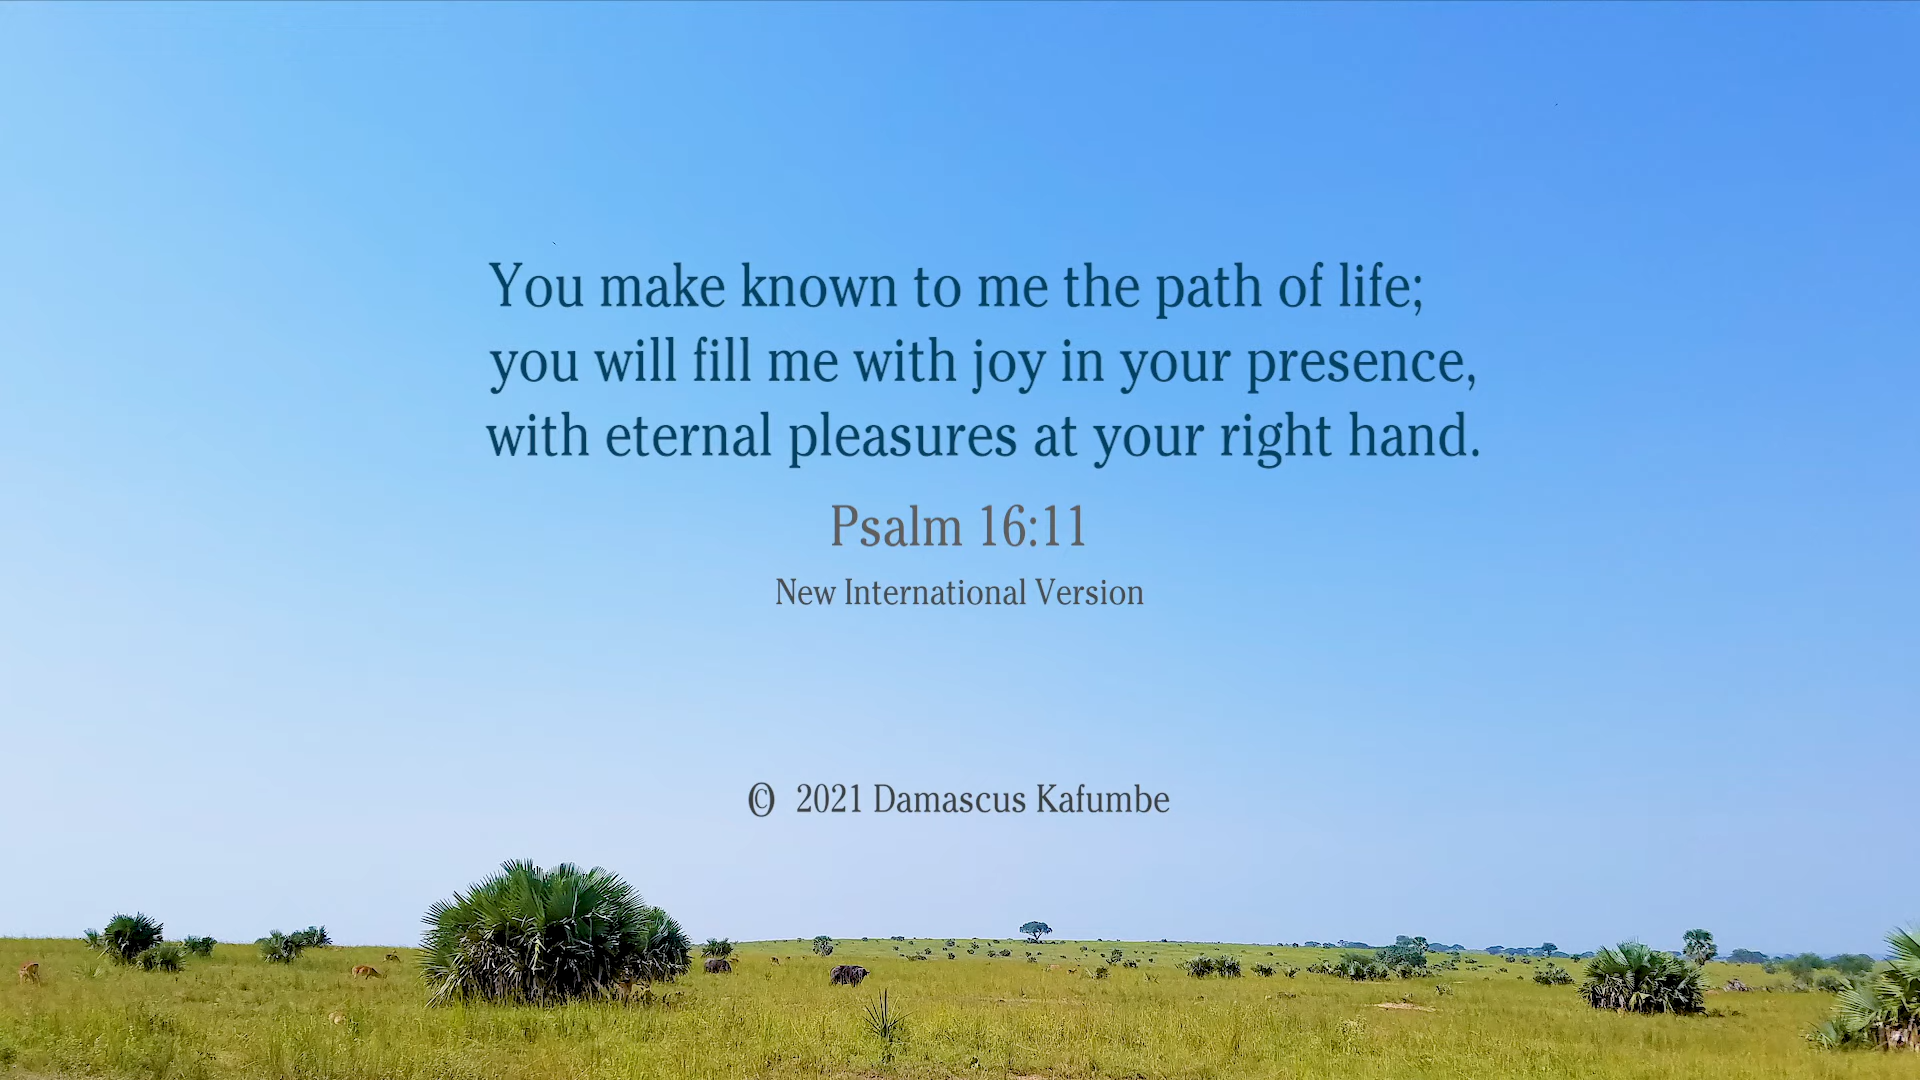 You make known to me the path of life;
you will fill me with joy in your presence,
with eternal pleasures at your right hand.
Psalm 16:11
New International Version
© 2021 Damascus Kafumbe